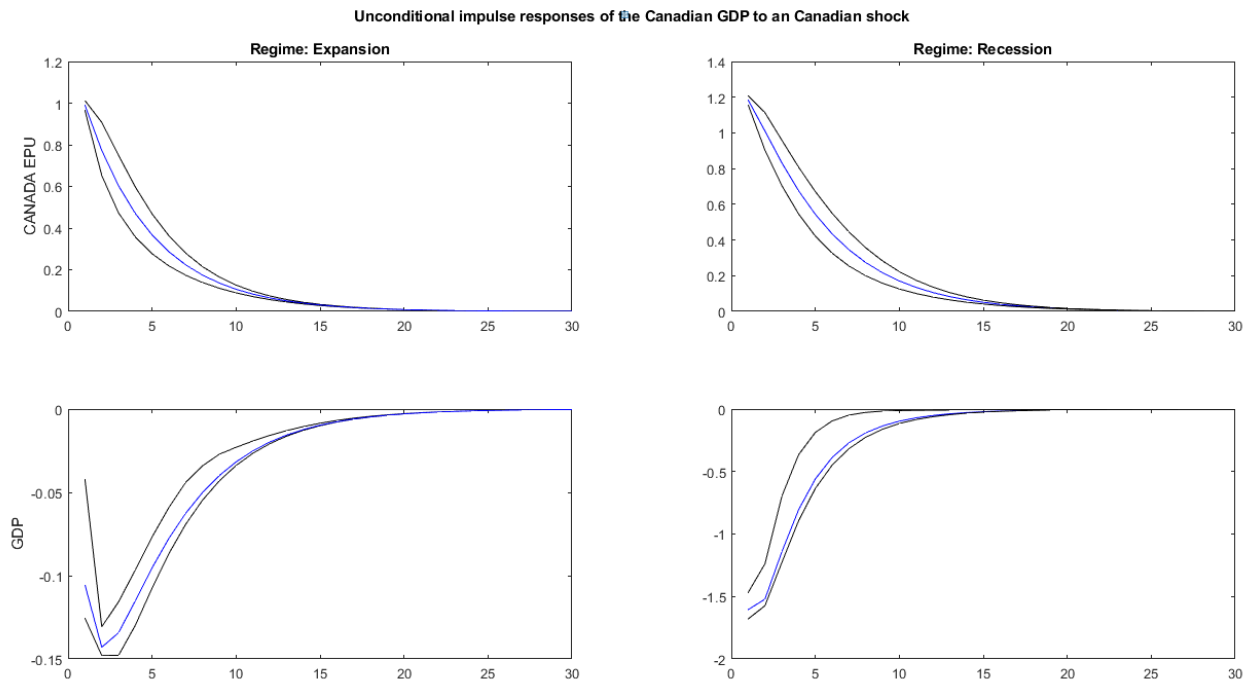 Unconditional impulse responses of the Canadian GDP to an Canadian shock
Regime: Expansion
1.2
1
0.8
0.6
0.4
0.2
0
CANADA EPU
0 5 10 15 20 25 30
Regime: Recession
1.4
1.2
1
0.8
0.6
0.4
0.2
0
0 5 10 15 20 25 30
0
-0.05
-0.1
-0.15
GDP
0 5 10 15 20 25 30
0
-0.5
-1
-1.5
-2
0 5 10 15 20 25 30